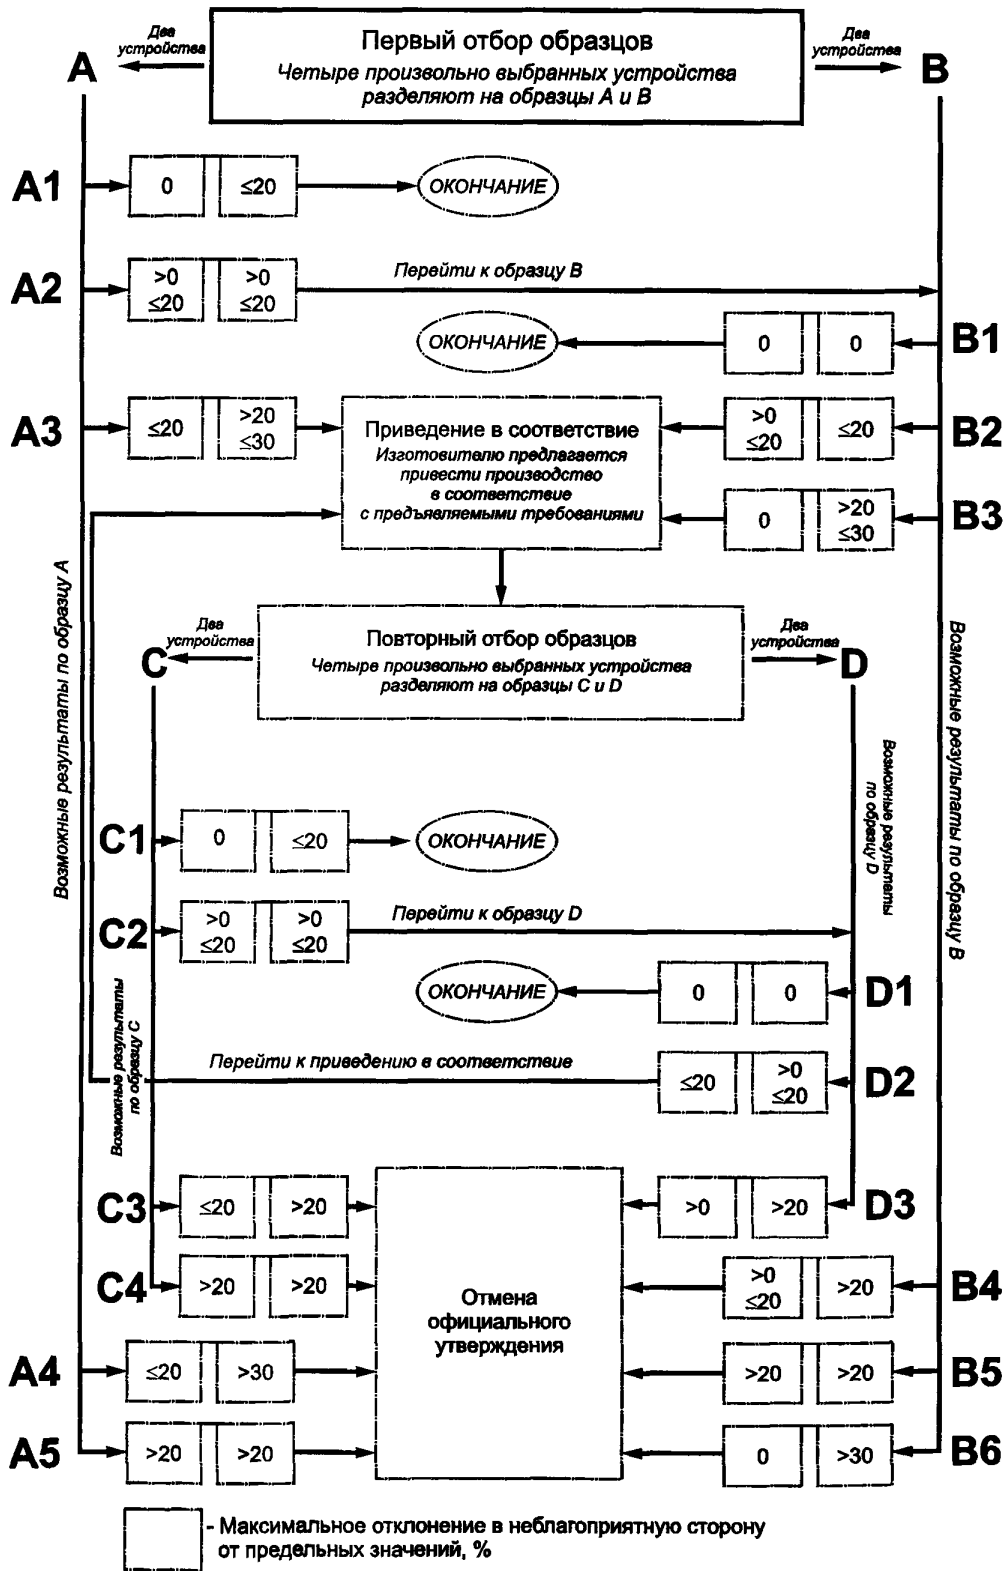 Два
устройства
Первый отбор образцов
Четыре произвольно выбранных устройства
разделяют на образцы А и В
Два
устройства
A
B
A1
0
≤20
ОКОНЧАНИЕ
A2
>0
≤20
>0
≤20
Перейти к образцу В
ОКОНЧАНИЕ
0
0
B1
A3
≤20
>20
≤30
Приведение в соответствие
Изготовителю предлагается
привести производство
в соответствие
с предъявляемыми требованиями
>0
≤20
≤20
B2
0
>20
≤30
B3
Возможные результаты по образцу А
Возможные результаты по образцу В
Два
устройства
Повторный отбор образцов
Четыре произвольно выбранных устройства
разделяют на образцы С и D
Два
устройства
C
D
Возможные результаты
по образцу D
C1
0
≤20
ОКОНЧАНИЕ
C2
>0
≤20
>0
≤20
Перейти к образцу D
ОКОНЧАНИЕ
0
0
D1
Возможные результаты
по образцу С
Перейти к приведению в соответствие
≤20
>0
≤20
D2
C3
≤20
>20
Отмена
официального
утверждения
>0
>20
D3
C4
>20
>20
>0
≤20
>20
B4
A4
≤20
>30
>20
>20
B5
A5
>20
>20
0
>30
B6
- Максимальное отклонение в неблагоприятную сторону
от предельных значений, %